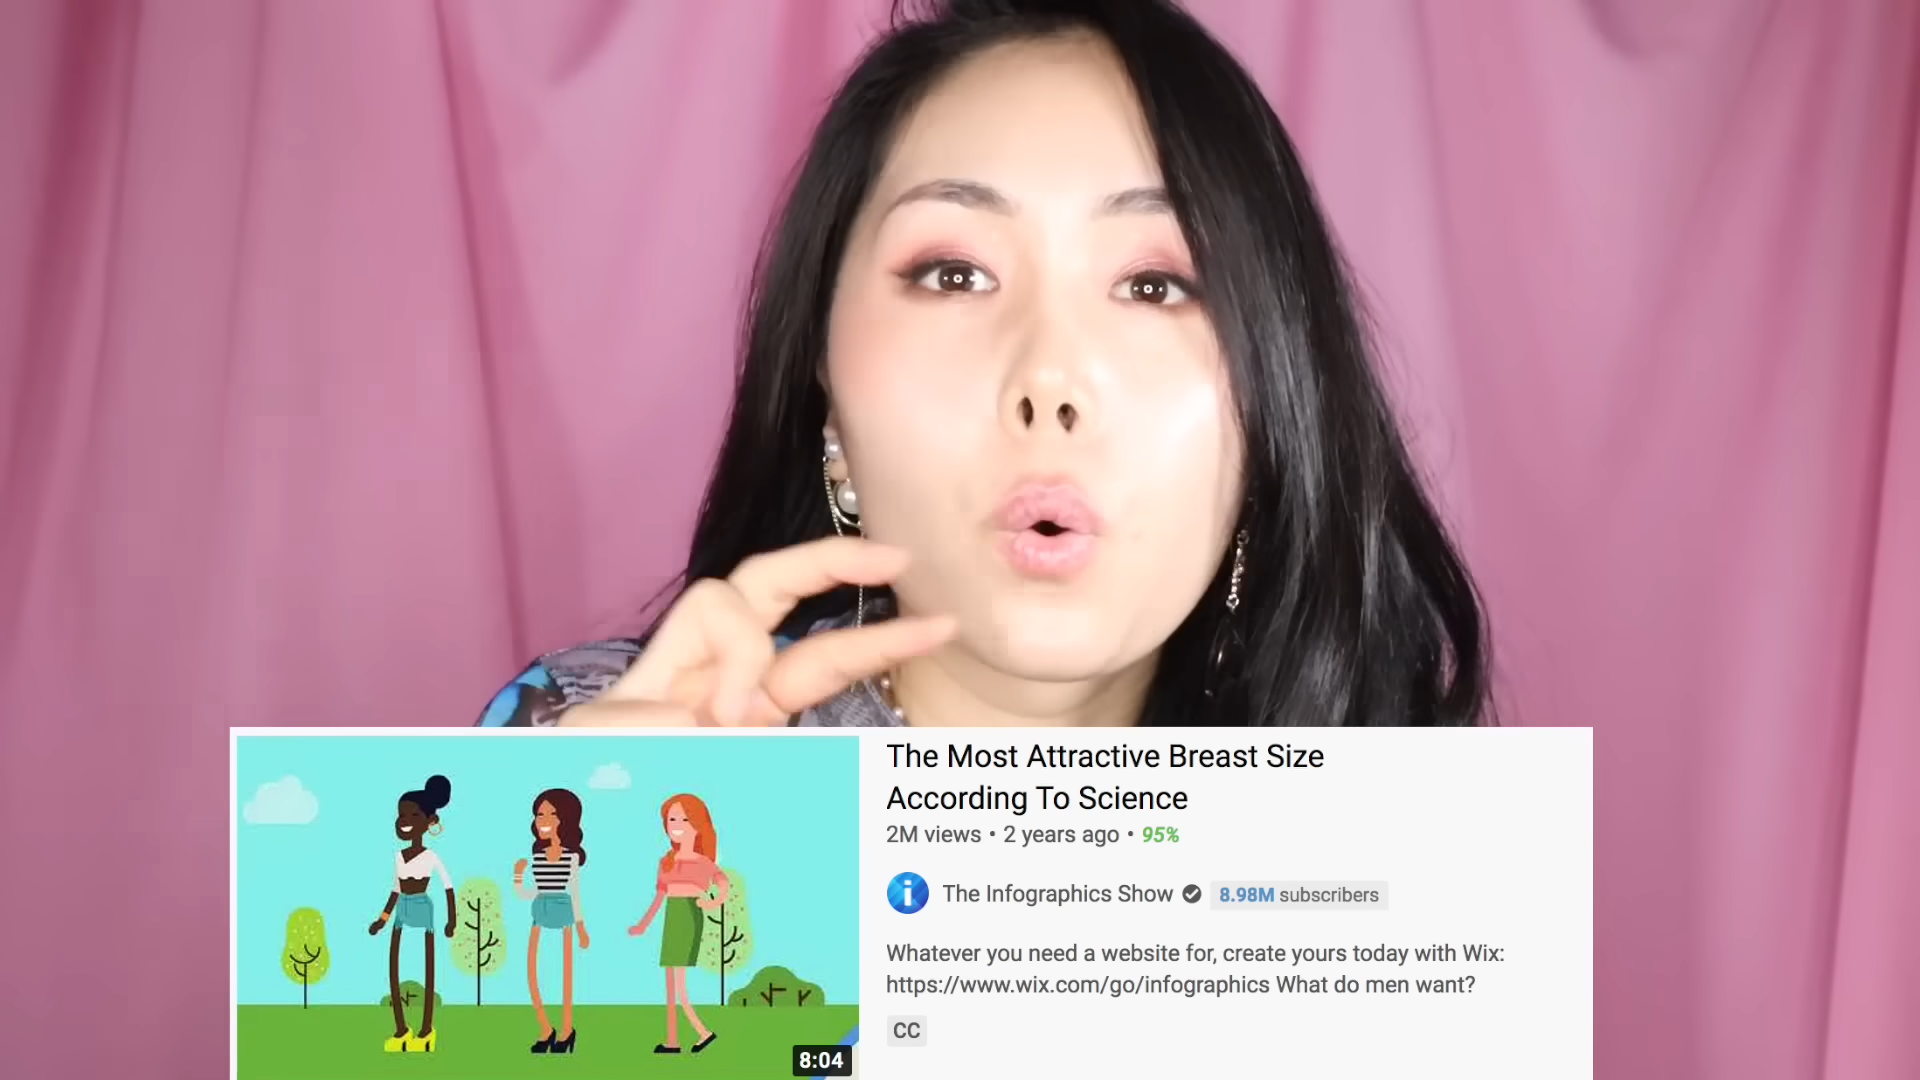 The Most Attractive Breast Size
According To Science
2M views • 2 years ago • 95%
The Infographics Show
8.98M subscribers
Whatever you need a website for, create yours today with Wix:
https://www.wix.com/go/infographics What do men want?
CC
8:04